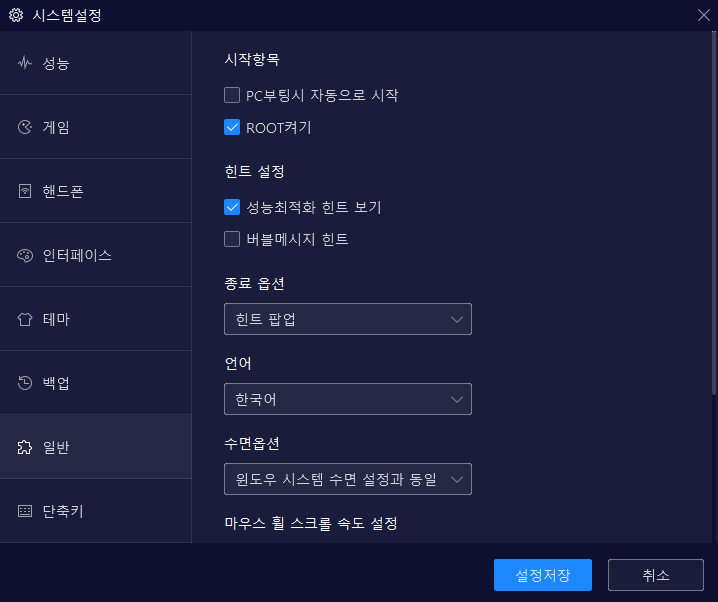 시스템설정
성능
게임
핸드폰
인터페이스
테마
백업
일반
단축키
시작항목
PC부팅시 자동으로 시작
ROOT켜기
힌트 설정
성능최적화 힌트 보기
버블메시지 힌트
종료 옵션
힌트 팝업
언어
한국어
수면옵션
윈도우 시스템 수면 설정과 동일
마우스 휠 스크롤 속도 설정
설정저장
취소